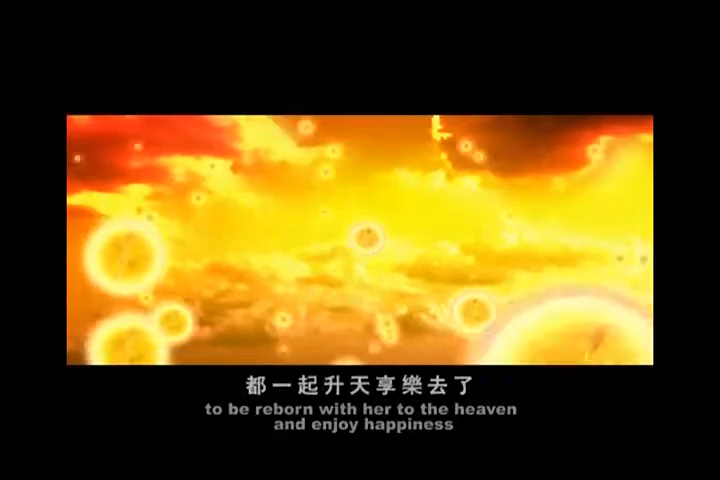 都一起升天享樂去了
to be reborn with her to the heaven
and enjoy happiness